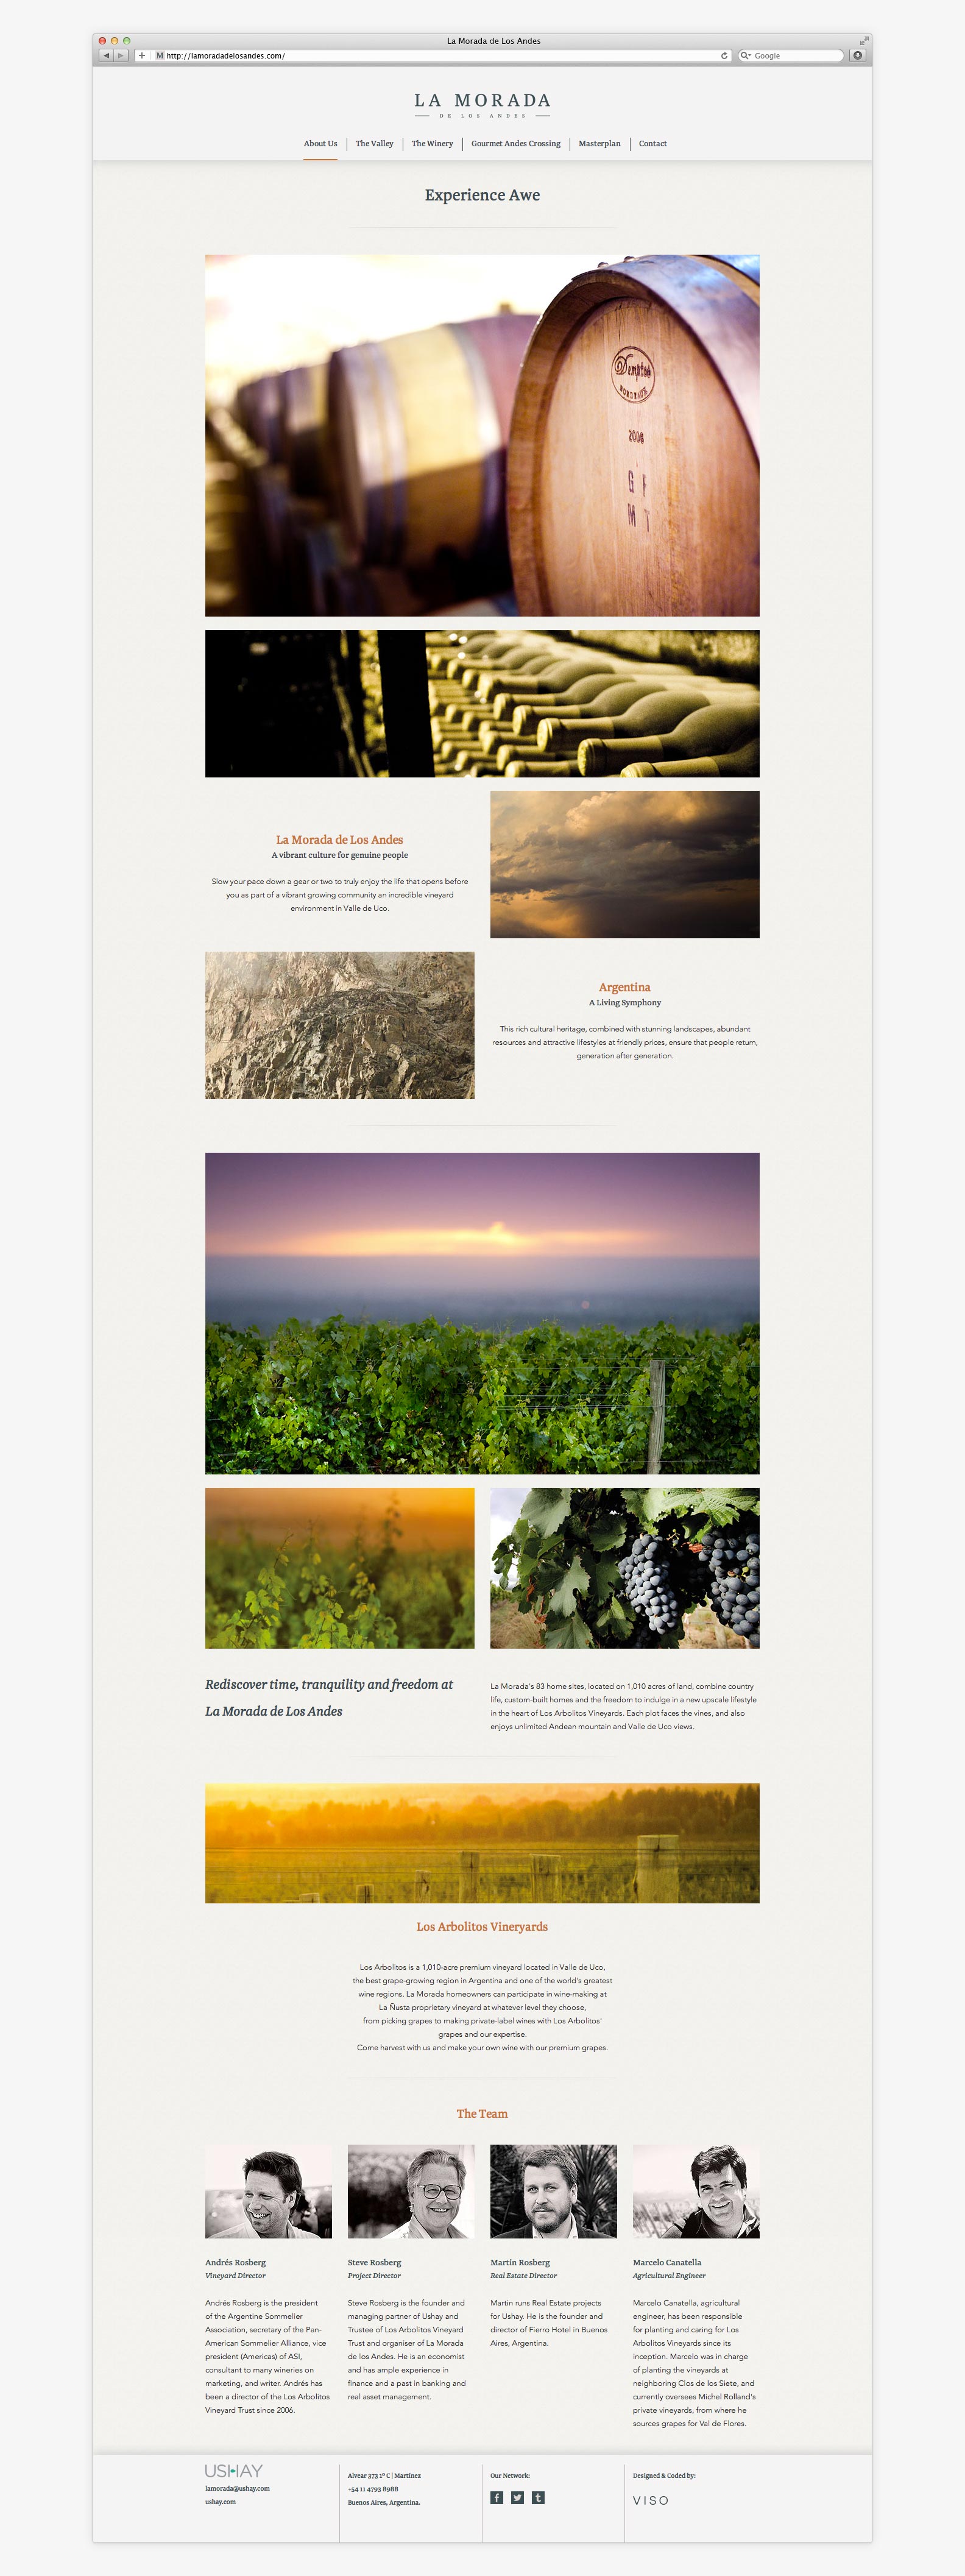 La Morada de Los Andes
M http://lamoradadelosandes.com/
Google
LA MORADA
DE LOS ANDES
About Us
The Valley
The Winery
Gourmet Andes Crossing
Masterplan
Contact
Experience Awe
BORDEAUX
2006
La Morada de Los Andes
A vibrant culture for genuine people
Slow your pace down a gear or two to truly enjoy the life that opens before
you as part of a vibrant growing community an incredible vineyard
environment in Valle de Uco.
Argentina
A Living Symphony
This rich cultural heritage, combined with stunning landscapes, abundant
resources and attractive lifestyles at friendly prices, ensure that people return,
generation after generation.
Rediscover time, tranquility and freedom at
La Morada de Los Andes
La Morada's 83 home sites, located on 1,010 acres of land, combine country
life, custom-built homes and the freedom to indulge in a new upscale lifestyle
in the heart of Los Arbolitos Vineyards. Each plot faces the vines, and also
enjoys unlimited Andean mountain and Valle de Uco views.
Los Arbolitos Vineryards
Los Arbolitos is a 1,010-acre premium vineyard located in Valle de Uco,
the best grape-growing region in Argentina and one of the world's greatest
wine regions. La Morada homeowners can participate in wine-making at
La Ñusta proprietary vineyard at whatever level they choose,
from picking grapes to making private-label wines with Los Arbolitos'
grapes and our expertise.
Come harvest with us and make your own wine with our premium grapes.
The Team
Andrés Rosberg
Vineyard Director
Andrés Rosberg is the president
of the Argentine Sommelier
Association, secretary of the Pan-
American Sommelier Alliance, vice
president (Americas) of ASI,
consultant to many wineries on
marketing, and writer. Andrés has
been a director of the Los Arbolitos
Vineyard Trust since 2006.
Steve Rosberg
Project Director
Steve Rosberg is the founder and
managing partner of Ushay and
Trustee of Los Arbolitos Vineyard
Trust and organiser of La Morada
de los Andes. He is an economist
and has ample experience in
finance and a past in banking and
real asset management.
Martín Rosberg
Real Estate Director
Martin runs Real Estate projects
for Ushay. He is the founder and
director of Fierro Hotel in Buenos
Aires, Argentina.
Marcelo Canatella
Agricultural Engineer
Marcelo Canatella, agricultural
engineer, has been responsible
for planting and caring for Los
Arbolitos Vineyards since its
inception. Marcelo was in charge
of planting the vineyards at
neighboring Clos de los Siete, and
currently oversees Michel Rolland's
private vineyards, from where he
sources grapes for Val de Flores.
USHAY
lamorada@ushay.com
ushay.com
Alvear 373 1º C | Martínez
+54 11 4793 8988
Buenos Aires, Argentina.
Our Network:
Designed & Coded by:
VISO